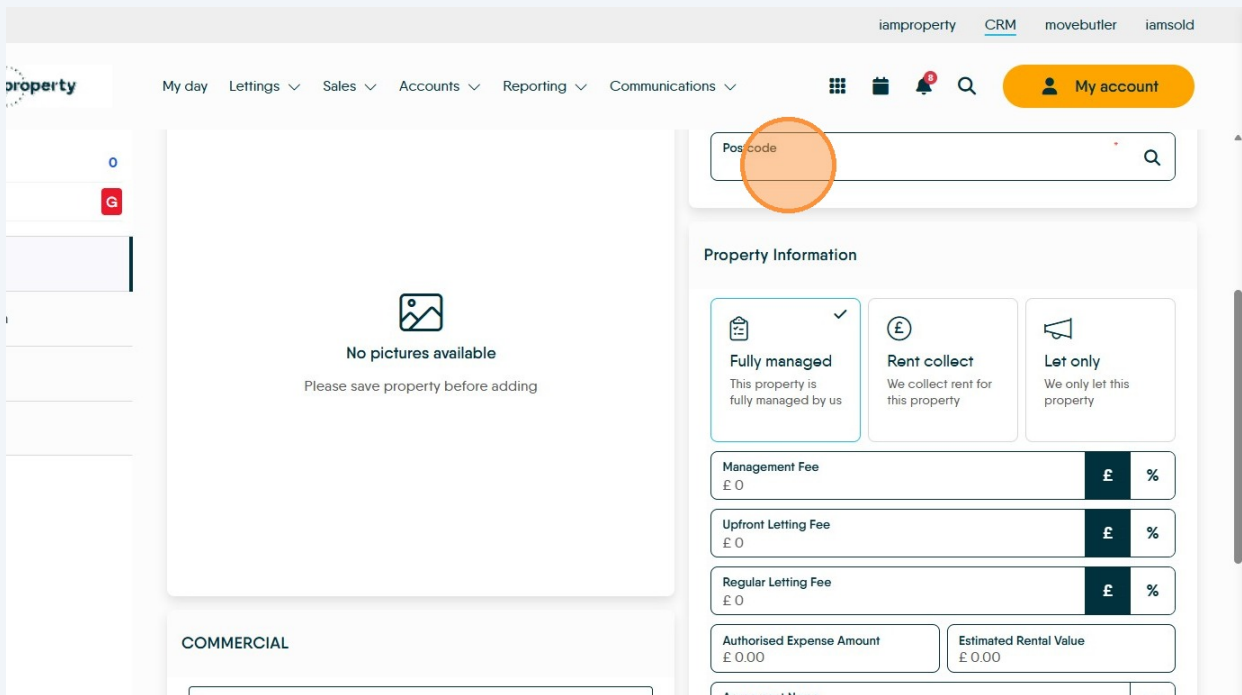 iamproperty CRM movebutler iamsold
property
My day Lettings Sales Accounts Reporting Communications 8 My account
0
G
Postcode *
No pictures available
Please save property before adding
COMMERCIAL
Property Information
Fully managed
This property is
fully managed by us
£
Rent collect
We collect rent for
this property
Let only
We only let this
property
Management Fee
£ 0 £ %
Upfront Letting Fee
£ 0 £ %
Regular Letting Fee
£ 0 £ %
Authorised Expense Amount
£ 0.00
Estimated Rental Value
£ 0.00